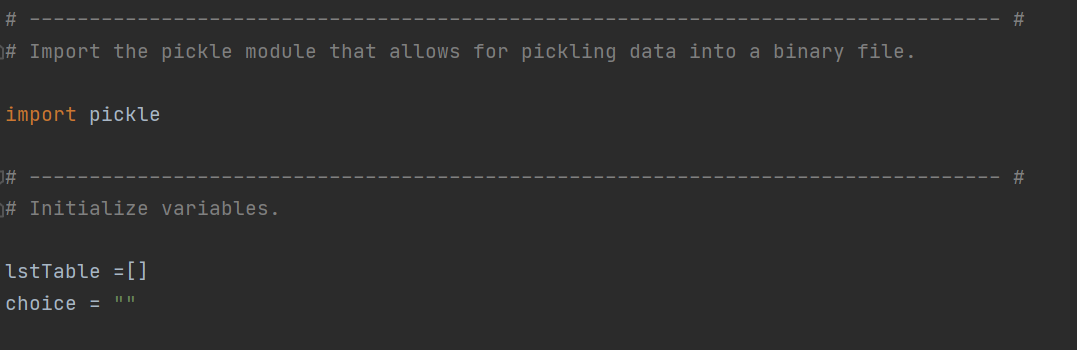 # --------------------------------------------------------------------------------- #
# Import the pickle module that allows for pickling data into a binary file.
import pickle
# --------------------------------------------------------------------------------- #
# Initialize variables.
lstTable =[]
choice = ""